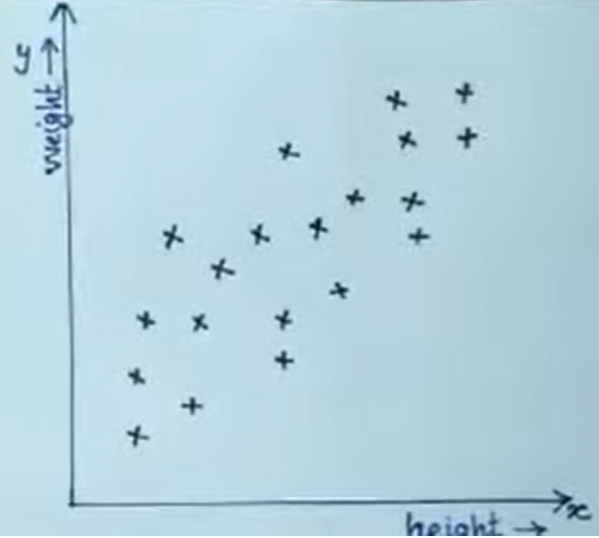 y
weight →
x
height →